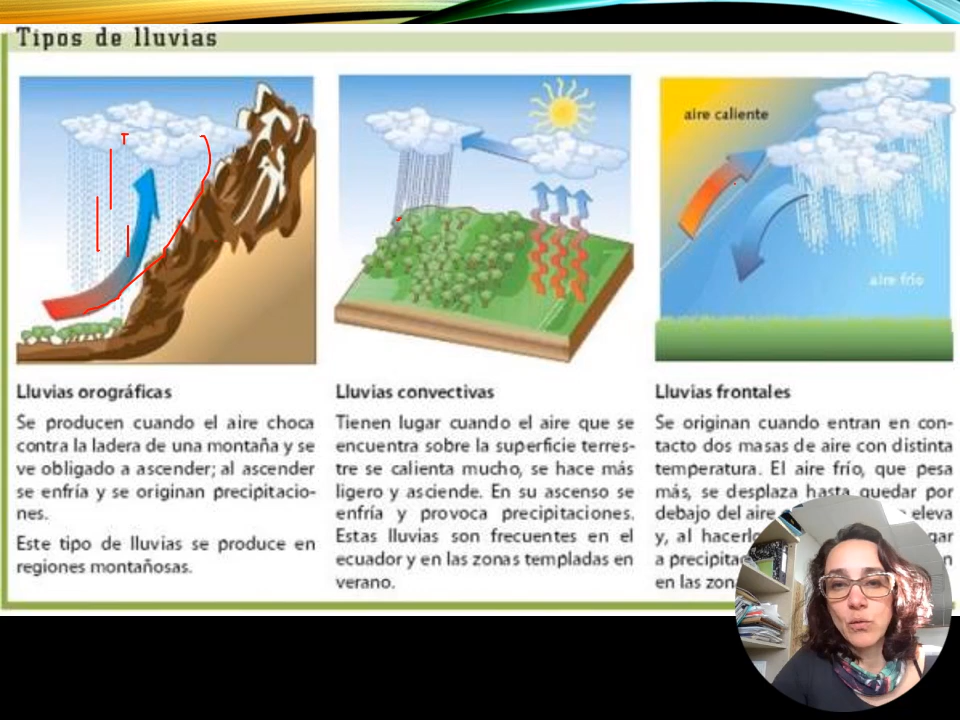 Tipos de lluvias
aire caliente
aire frío
T
Lluvias orográficas
Se producen cuando el aire choca
contra la ladera de una montaña y se
ve obligado a ascender; al ascender
se enfría y se originan precipitacio-
nes.
Este tipo de lluvias se produce en
regiones montañosas.
Lluvias convectivas
Tienen lugar cuando el aire que se
encuentra sobre la superficie terres-
tre se calienta mucho, se hace más
ligero y asciende. En su ascenso se
enfría y provoca precipitaciones.
Estas lluvias son frecuentes en el
ecuador y en las zonas templadas en
verano.
Lluvias frontales
Se originan cuando entran en con-
tacto dos masas de aire con distinta
temperatura. El aire frío, que pesa
más, se desplaza hasta quedar por
debajo del aire eleva
y, al hacerlo
a
en las